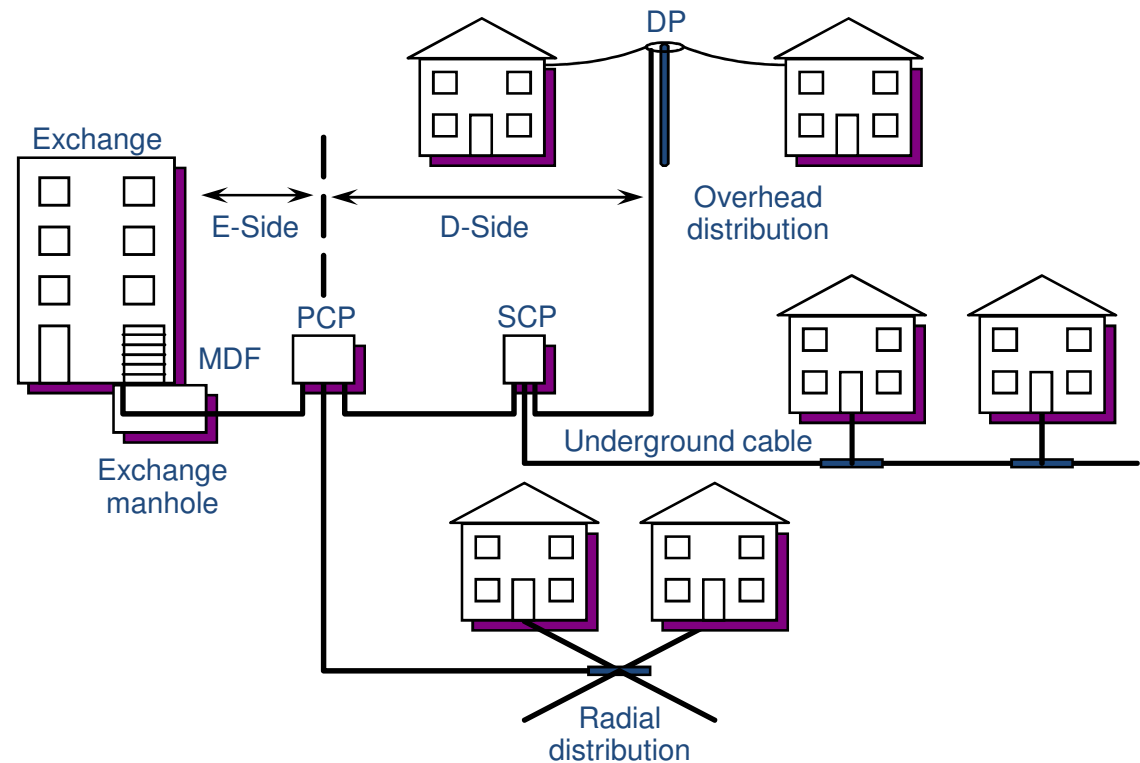 DP
Exchange
E-Side
D-Side
Overhead
distribution
PCP
SCP
MDF
Underground cable
Exchange
manhole
Radial
distribution